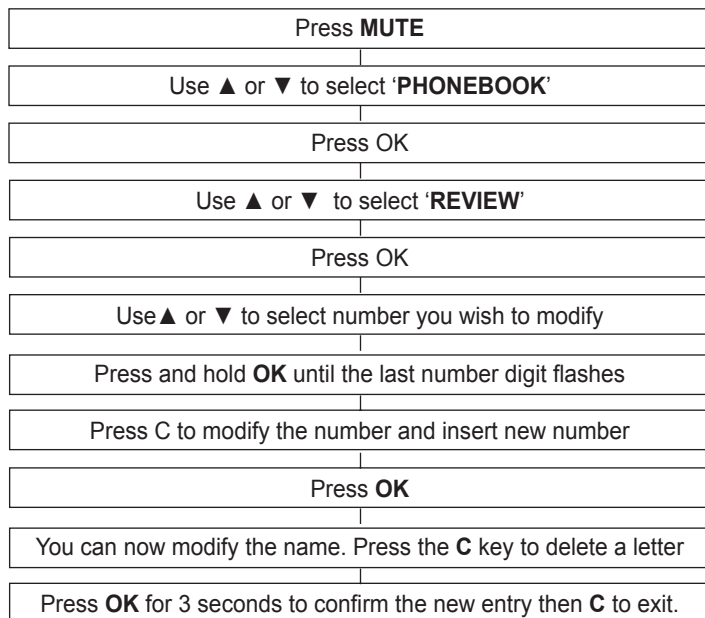 Press MUTE
Use ▲ or ▼ to select ‘PHONEBOOK’
Press OK
Use ▲ or ▼ to select ‘REVIEW’
Press OK
Use▲ or ▼ to select number you wish to modify
Press and hold OK until the last number digit flashes
Press C to modify the number and insert new number
Press OK
You can now modify the name. Press the C key to delete a letter
Press OK for 3 seconds to confirm the new entry then C to exit.